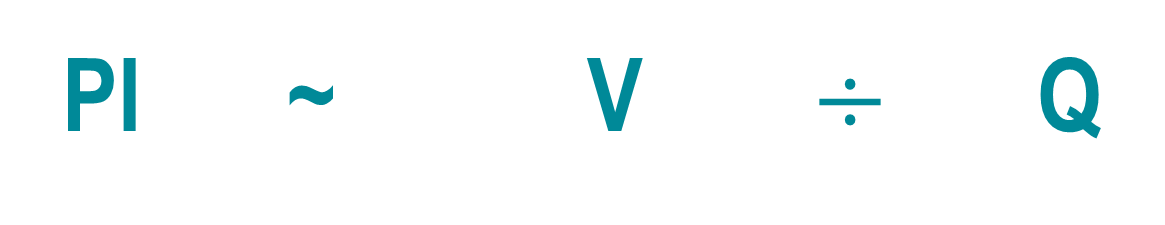 PI ~ V ÷ Q